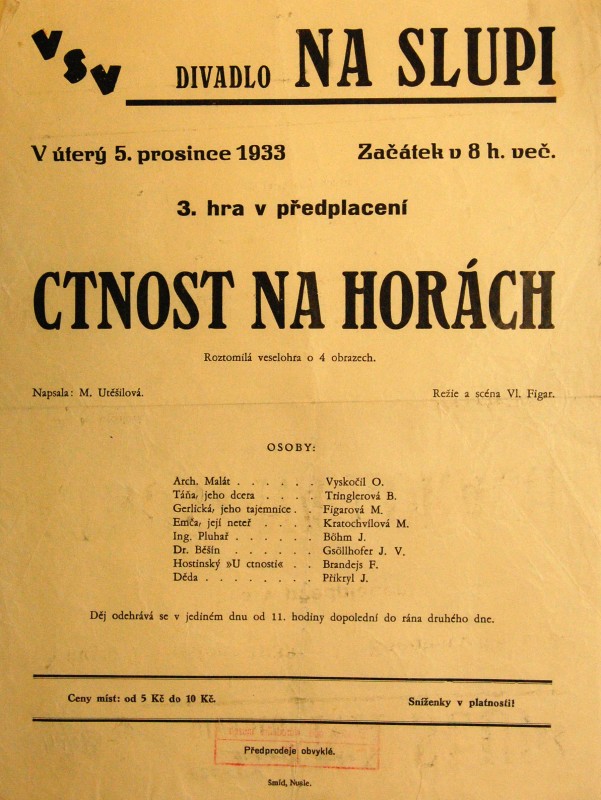 VSV DIVADLO NA SLUPI
V úterý 5. prosince 1933 Začátek v 8 h. več.
3. hra v předplacení
CTNOST NA HORÁCH
Roztomilá veselohra o 4 obrazech.
Napsala: M. Utěšilová. Režie a scéna Vl. Figar.
OSOBY:
Arch. Malát . . . . . . Vyskočil O.
Táňa, jeho dcera . . . . Tringlerová B.
Gerlická, jeho tajemnice . Figarová M.
Emča, její neteř . . . . Kratochvílová M.
Ing. Pluhař . . . . . . Böhm J.
Dr. Běšín . . . . . . Gsöllhofer J. V.
Hostinský »U ctnosti« . . Brandejs F.
Děda . . . . . . . . Přikryl J.
Děj odehrává se v jediném dnu od 11. hodiny dopolední do rána druhého dne.
Ceny míst: od 5 Kč do 10 Kč. Sníženky v platnosti!
Předprodeje obvyklé.
Šmíd, Nusle.